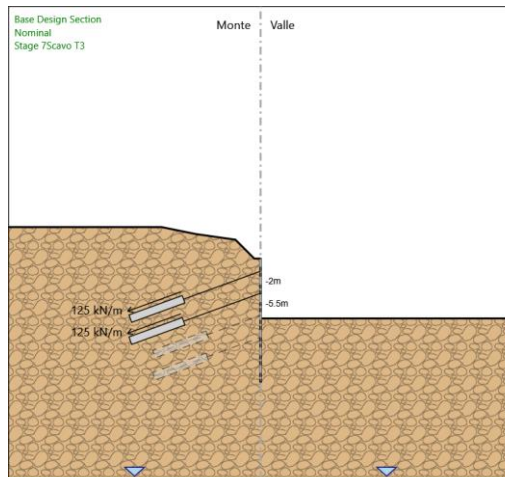 Base Design Section
Nominal
Stage 7Scavo T3
Monte Valle
-2m
-5.5m
125 kN/m
125 kN/m